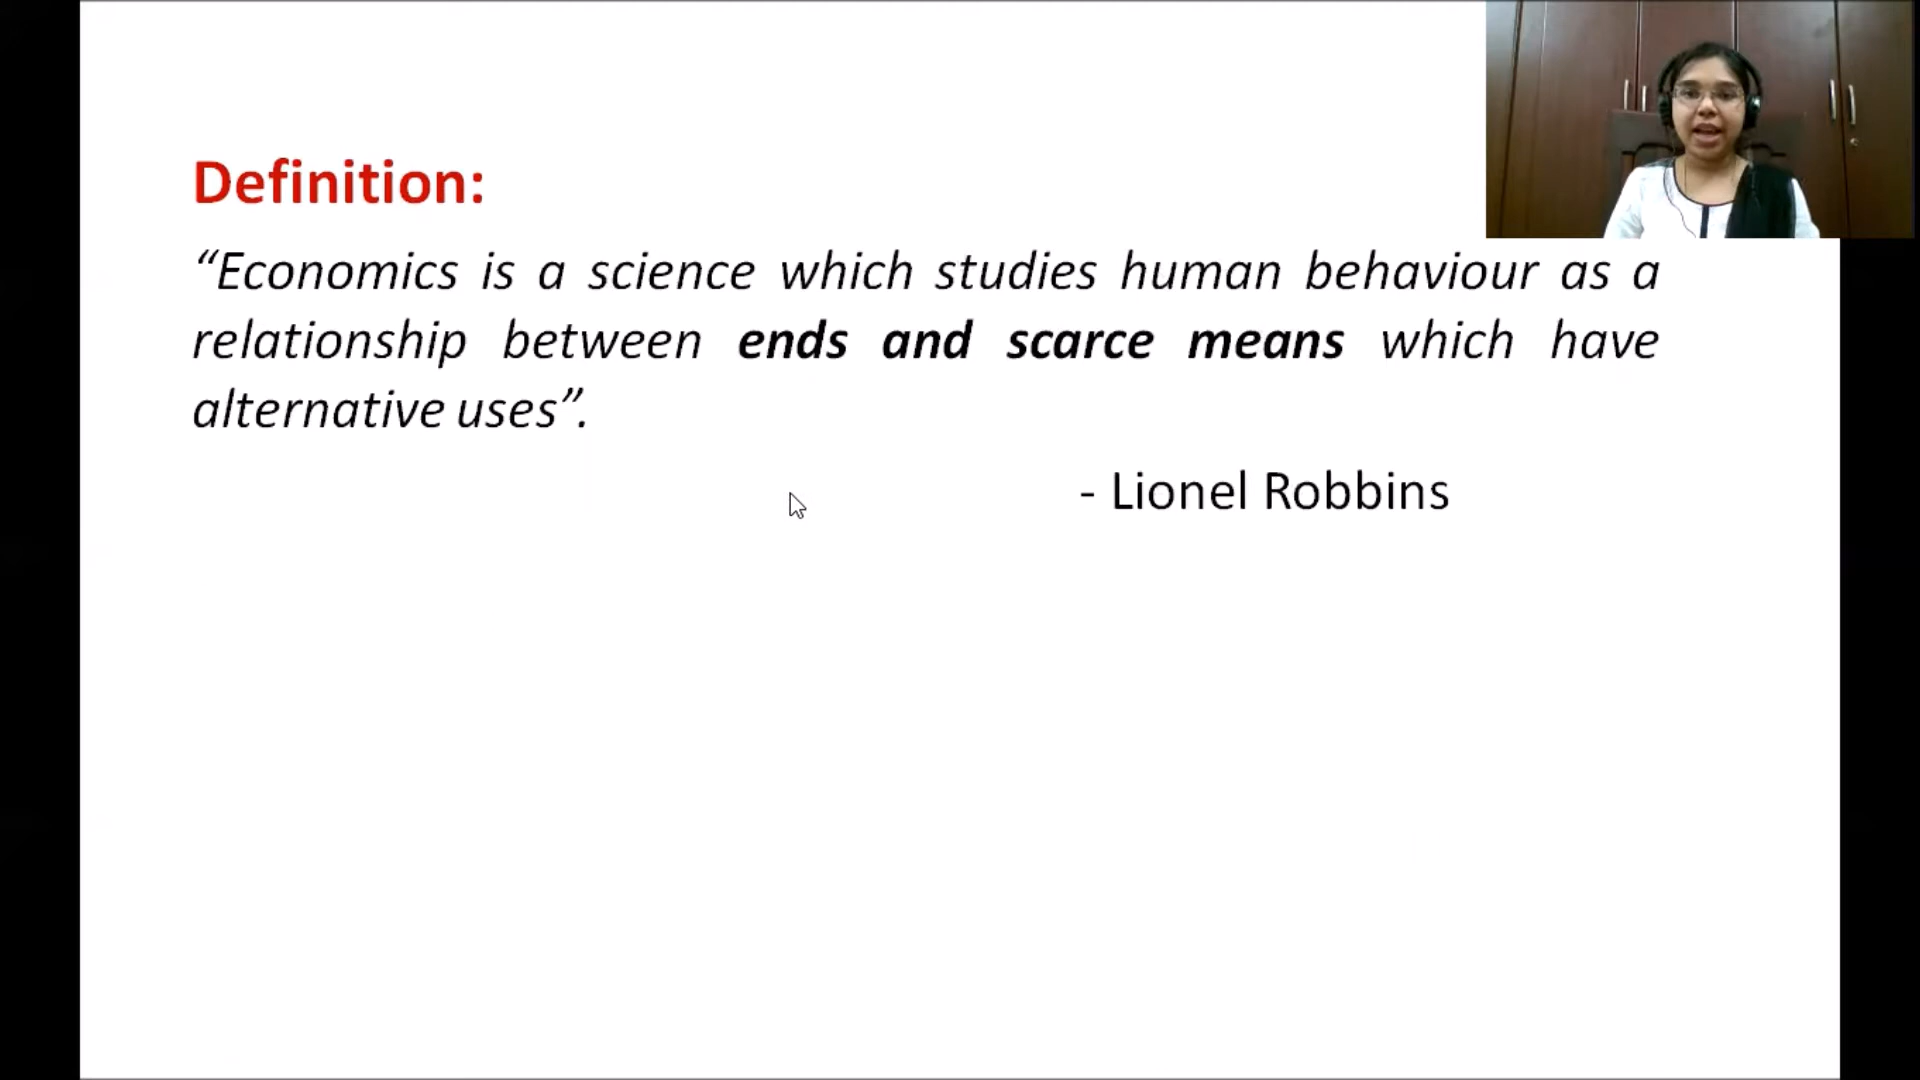 Definition:
“Economics is a science which studies human behaviour as a
relationship between ends and scarce means which have
alternative uses”.
- Lionel Robbins